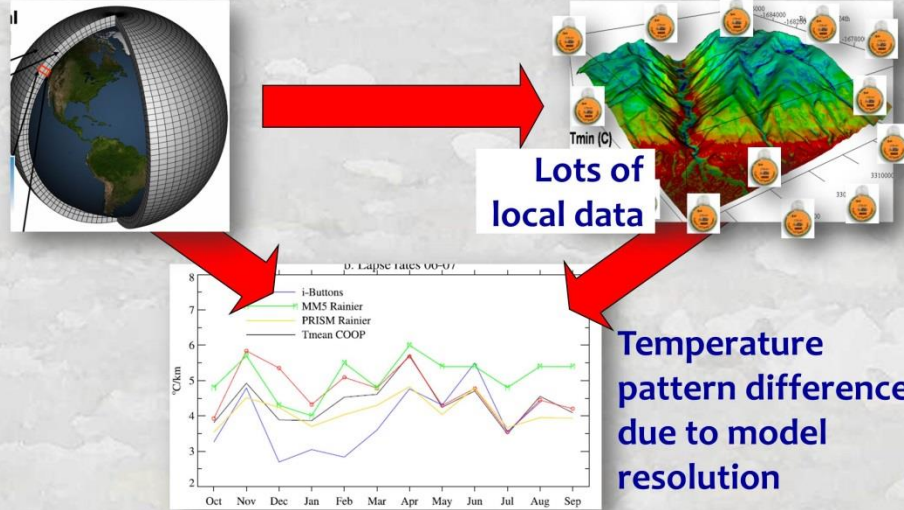 al
Tmin (C)
Lots of
local data
b. Lapse rates 06-07
8
7
6
5
4
3
2
°C/km
i-Buttons
MM5 Rainier
PRISM Rainier
Tmean COOP
Oct Nov Dec Jan Feb Mar Apr May Jun Jul Aug Sep
Temperature
pattern difference
due to model
resolution